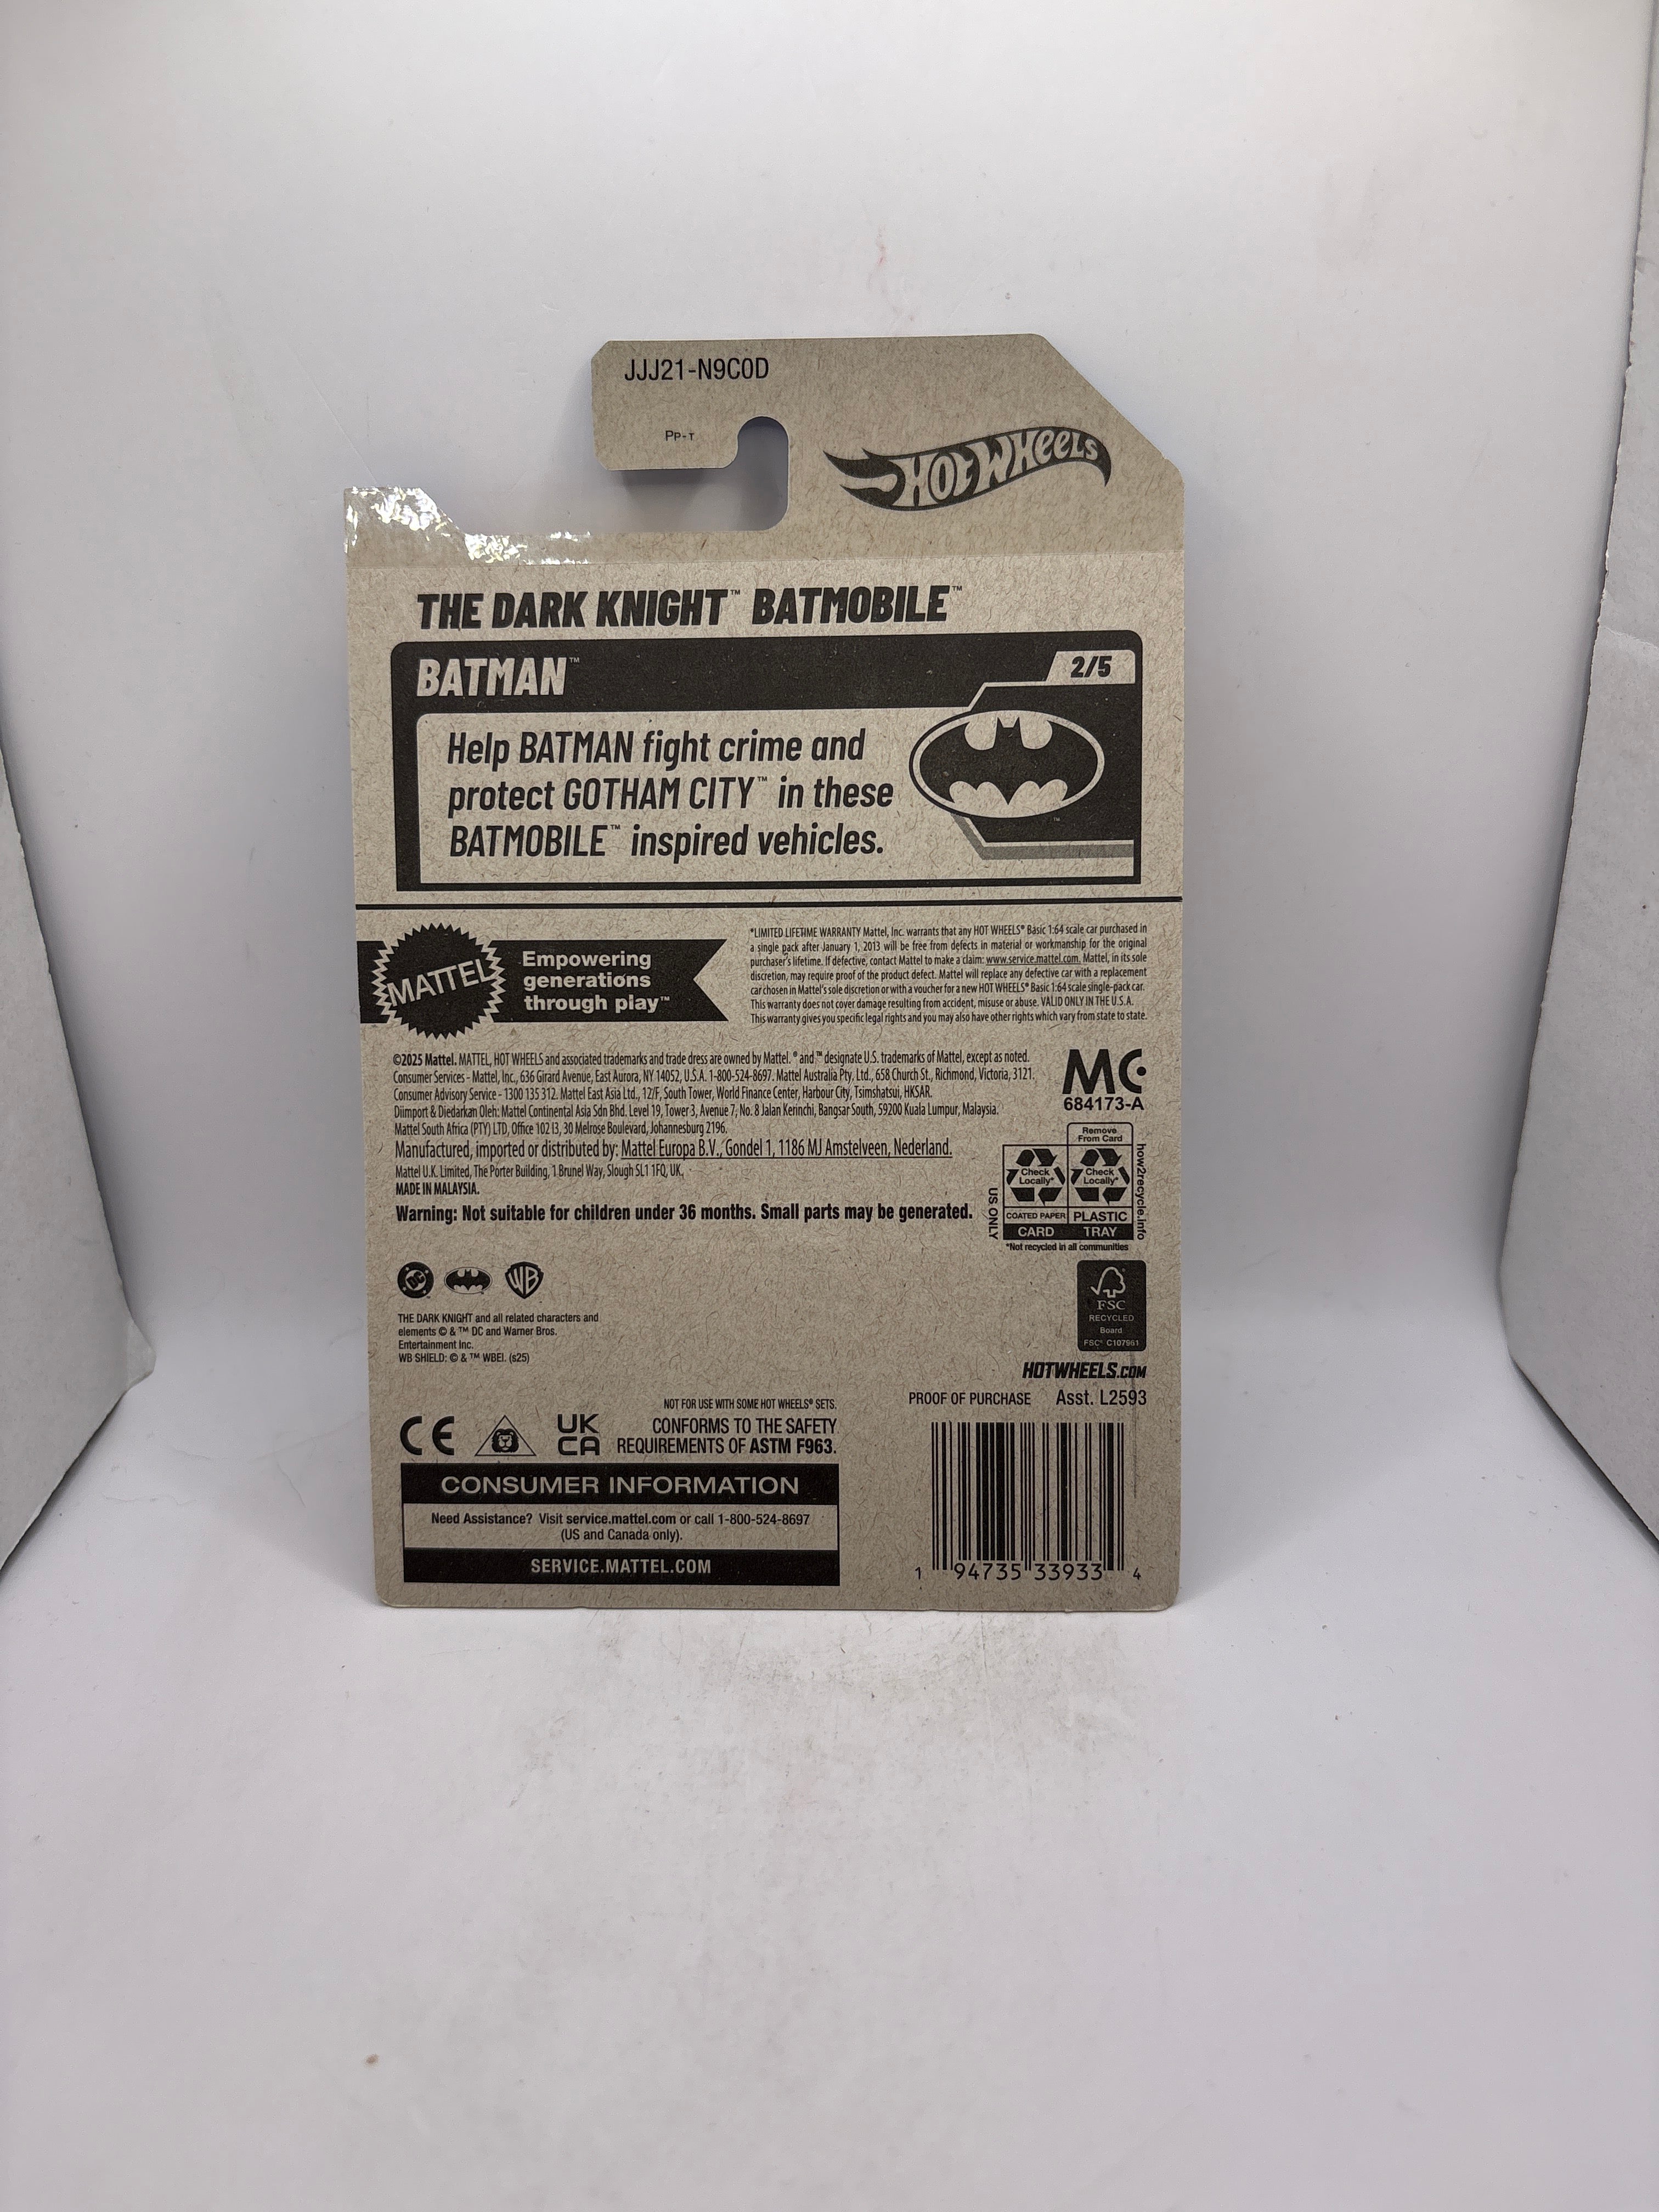 JJJ21-N9C0D
PP-T
HOT WHEELS
THE DARK KNIGHT™ BATMOBILE™
BATMAN™
2/5
Help BATMAN fight crime and
protect GOTHAM CITY™ in these
BATMOBILE™ inspired vehicles.
MATTEL
Empowering
generations
through play™
*LIMITED LIFETIME WARRANTY Mattel, Inc. warrants that any HOT WHEELS® Basic 1:64 scale car purchased in
a single pack after January 1, 2013 will be free from defects in material or workmanship for the original
purchaser's lifetime. If defective, contact Mattel to make a claim: www.service.mattel.com. Mattel, in its sole
discretion, may require proof of the product defect. Mattel will replace any defective car with a replacement
car chosen in Mattel's sole discretion or with a voucher for a new HOT WHEELS® Basic 1:64 scale single-pack car.
This warranty does not cover damage resulting from accident, misuse or abuse. VALID ONLY IN THE U.S.A.
This warranty gives you specific legal rights and you may also have other rights which vary from state to state.
©2025 Mattel. MATTEL, HOT WHEELS and associated trademarks and trade dress are owned by Mattel. ® and ™ designate U.S. trademarks of Mattel, except as noted.
Consumer Services - Mattel, Inc., 636 Girard Avenue, East Aurora, NY 14052, U.S.A. 1-800-524-8697. Mattel Australia Pty. Ltd., 658 Church St., Richmond, Victoria, 3121.
Consumer Advisory Service - 1300 135 312. Mattel East Asia Ltd., 12/F, South Tower, World Finance Center, Harbour City, Tsimshatsui, HKSAR.
Diimport & Diedarkan Oleh: Mattel Continental Asia Sdn Bhd. Level 19, Tower 3, Avenue 7, No. 8 Jalan Kerinchi, Bangsar South, 59200 Kuala Lumpur, Malaysia.
Mattel South Africa (PTY) LTD, Office 102 I3, 30 Melrose Boulevard, Johannesburg 2196.
Manufactured, imported or distributed by: Mattel Europa B.V., Gondel 1, 1186 MJ Amstelveen, Nederland.
Mattel U.K. Limited, The Porter Building, 1 Brunel Way, Slough SL1 1FQ, UK.
MADE IN MALAYSIA.
Warning: Not suitable for children under 36 months. Small parts may be generated.
MC
684173-A
Remove
From Card
Check
Locally*
Check
Locally*
COATED PAPER
PLASTIC
CARD
TRAY
US ONLY
how2recycle.info
*Not recycled in all communities
DC
WB
THE DARK KNIGHT and all related characters and
elements © & ™ DC and Warner Bros.
Entertainment Inc.
WB SHIELD: © & ™ WBEI. (s25)
FSC
RECYCLED
Board
FSC® C107961
HOTWHEELS.COM
PROOF OF PURCHASE Asst. L2593
NOT FOR USE WITH SOME HOT WHEELS® SETS.
CE
UK
CA
CONFORMS TO THE SAFETY
REQUIREMENTS OF ASTM F963.
CONSUMER INFORMATION
Need Assistance? Visit service.mattel.com or call 1-800-524-8697
(US and Canada only).
SERVICE.MATTEL.COM
1 94735 33933 4